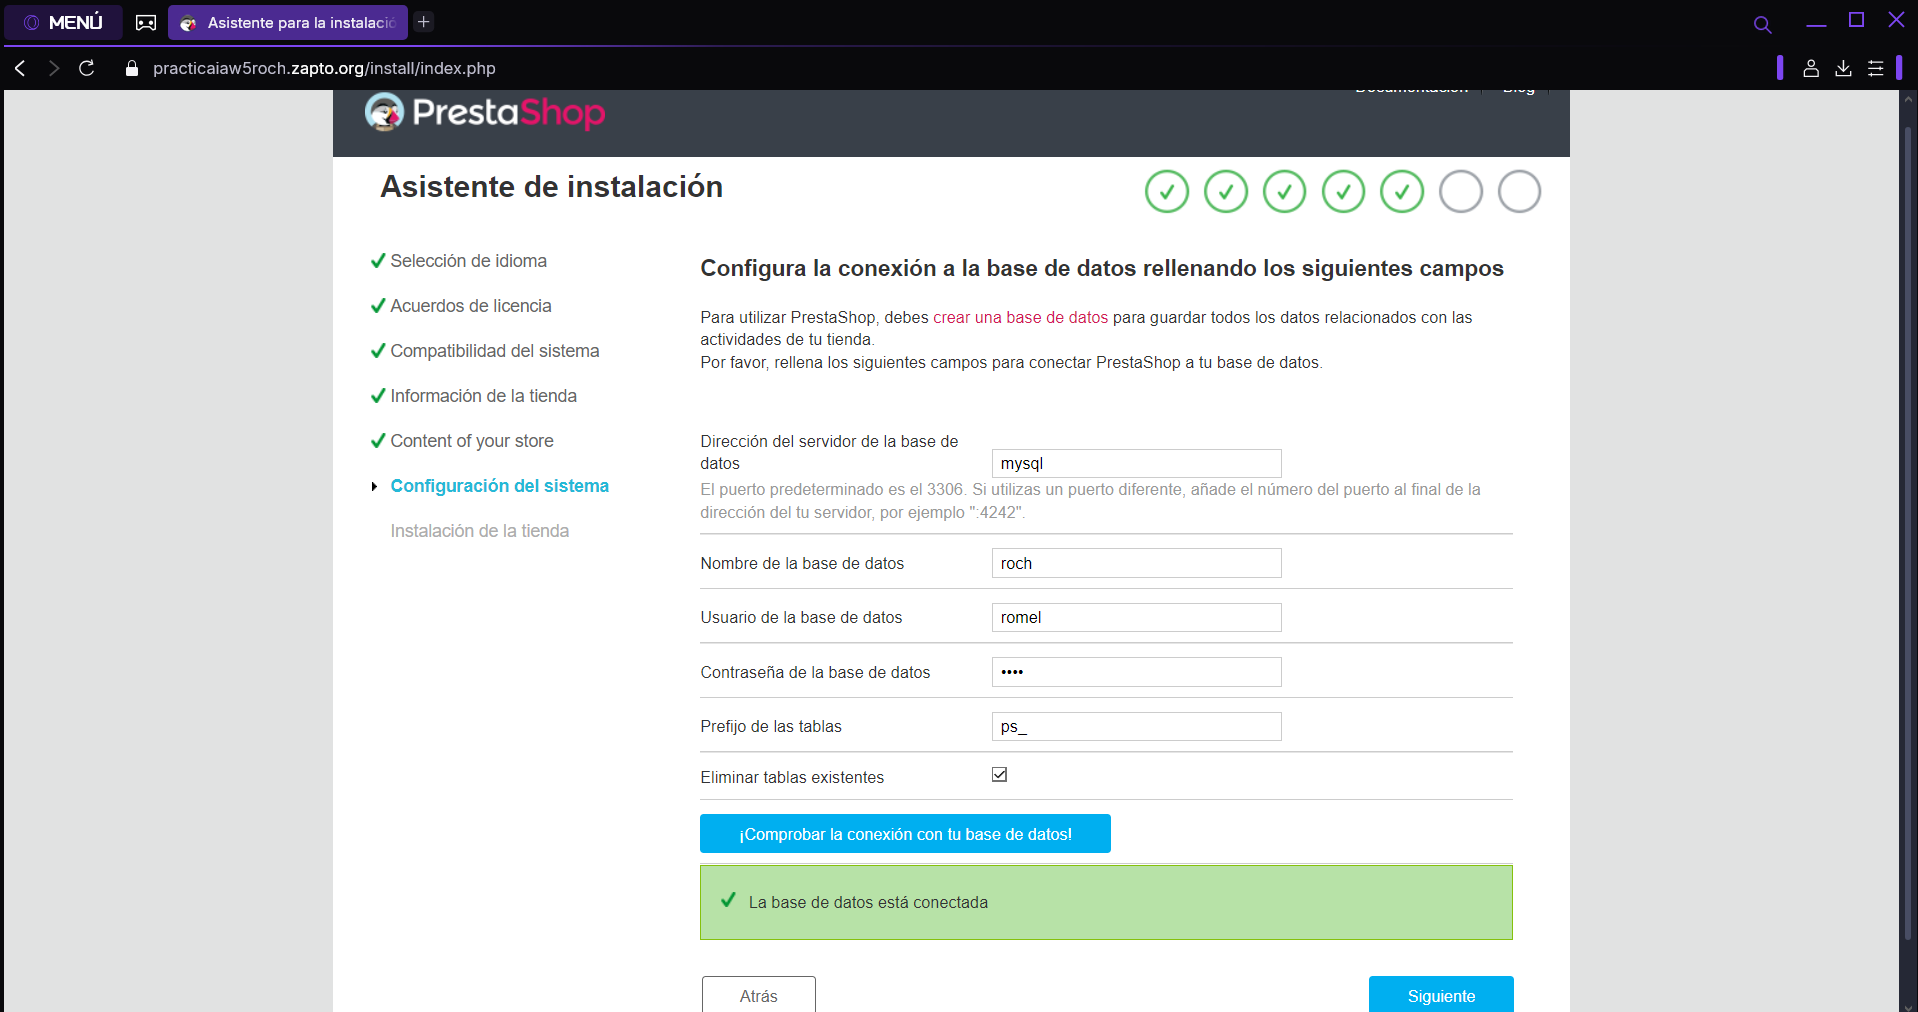 MENÚ
Asistente para la instalació
practicaiaw5roch.zapto.org/install/index.php
Documentación
Blog
PrestaShop
Asistente de instalación
Selección de idioma
Acuerdos de licencia
Compatibilidad del sistema
Información de la tienda
Content of your store
Configuración del sistema
Instalación de la tienda
Configura la conexión a la base de datos rellenando los siguientes campos
Para utilizar PrestaShop, debes crear una base de datos para guardar todos los datos relacionados con las
actividades de tu tienda.
Por favor, rellena los siguientes campos para conectar PrestaShop a tu base de datos.
Dirección del servidor de la base de
datos
mysql
El puerto predeterminado es el 3306. Si utilizas un puerto diferente, añade el número del puerto al final de la
dirección del tu servidor, por ejemplo ":4242".
Nombre de la base de datos
roch
Usuario de la base de datos
romel
Contraseña de la base de datos
••••
Prefijo de las tablas
ps_
Eliminar tablas existentes
¡Comprobar la conexión con tu base de datos!
La base de datos está conectada
Atrás
Siguiente